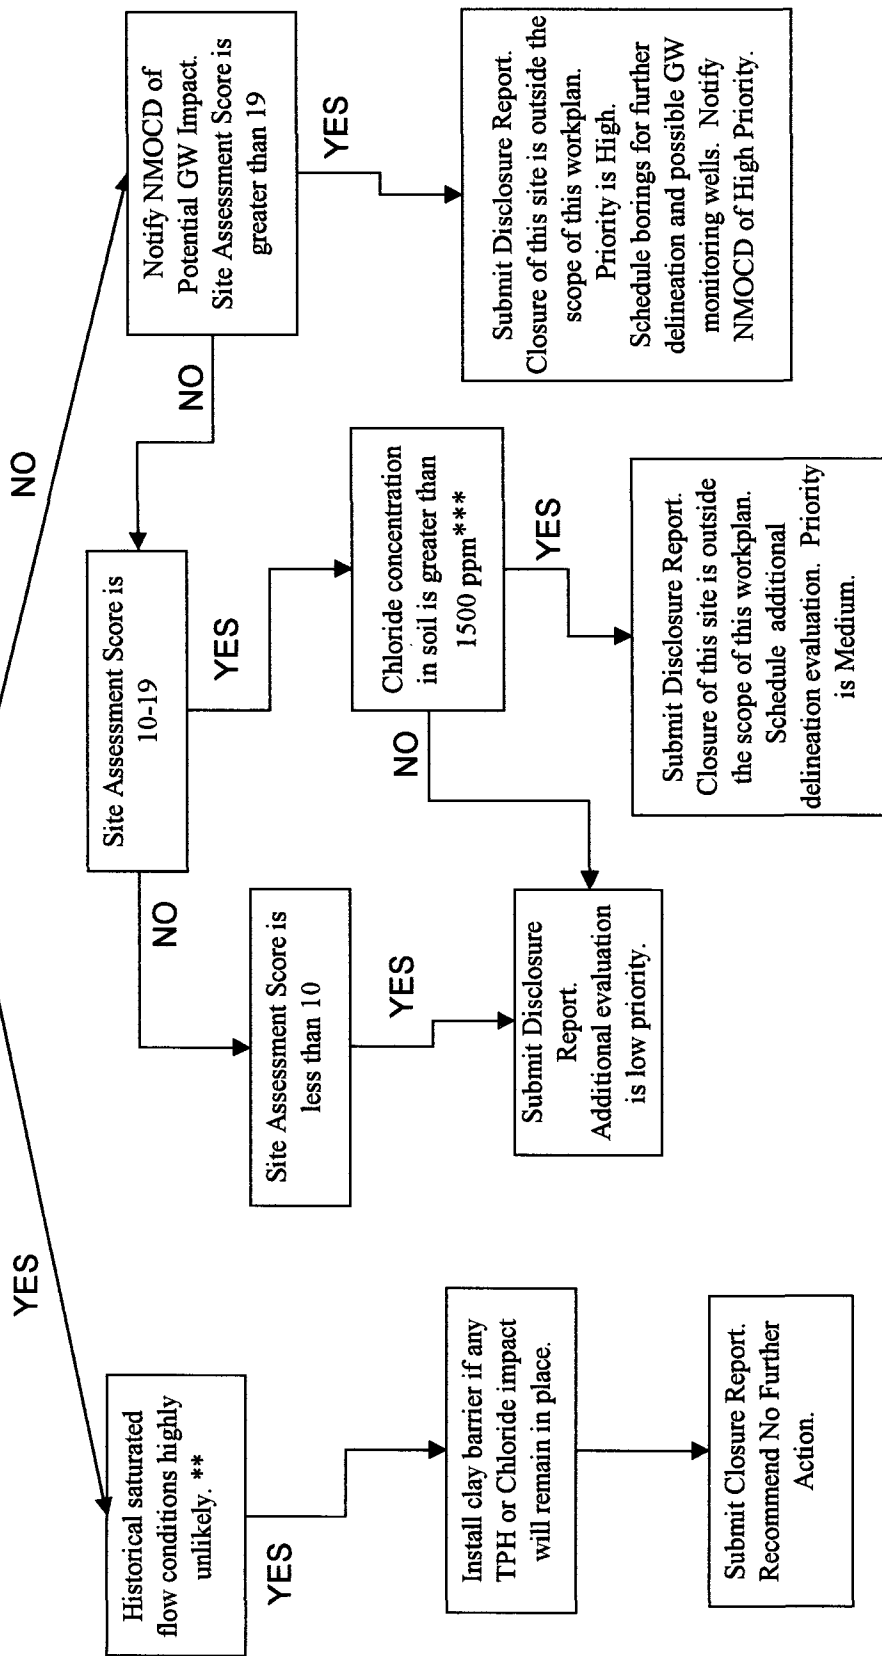 YES
NO
Historical saturated
flow conditions highly
unlikely. **
YES
Install clay barrier if any
TPH or Chloride impact
will remain in place.
Submit Closure Report.
Recommend No Further
Action.
Site Assessment Score is
10-19
NO
YES
Site Assessment Score is
less than 10
YES
Submit Disclosure
Report.
Additional evaluation
is low priority.
Chloride concentration
in soil is greater than
1500 ppm***
NO
YES
Submit Disclosure Report.
Closure of this site is outside
the scope of this workplan.
Schedule additional
delineation evaluation. Priority
is Medium.
Notify NMOCD of
Potential GW Impact.
Site Assessment Score is
greater than 19
NO
YES
Submit Disclosure Report.
Closure of this site is outside the
scope of this workplan.
Priority is High.
Schedule borings for further
delineation and possible GW
monitoring wells. Notify
NMOCD of High Priority.